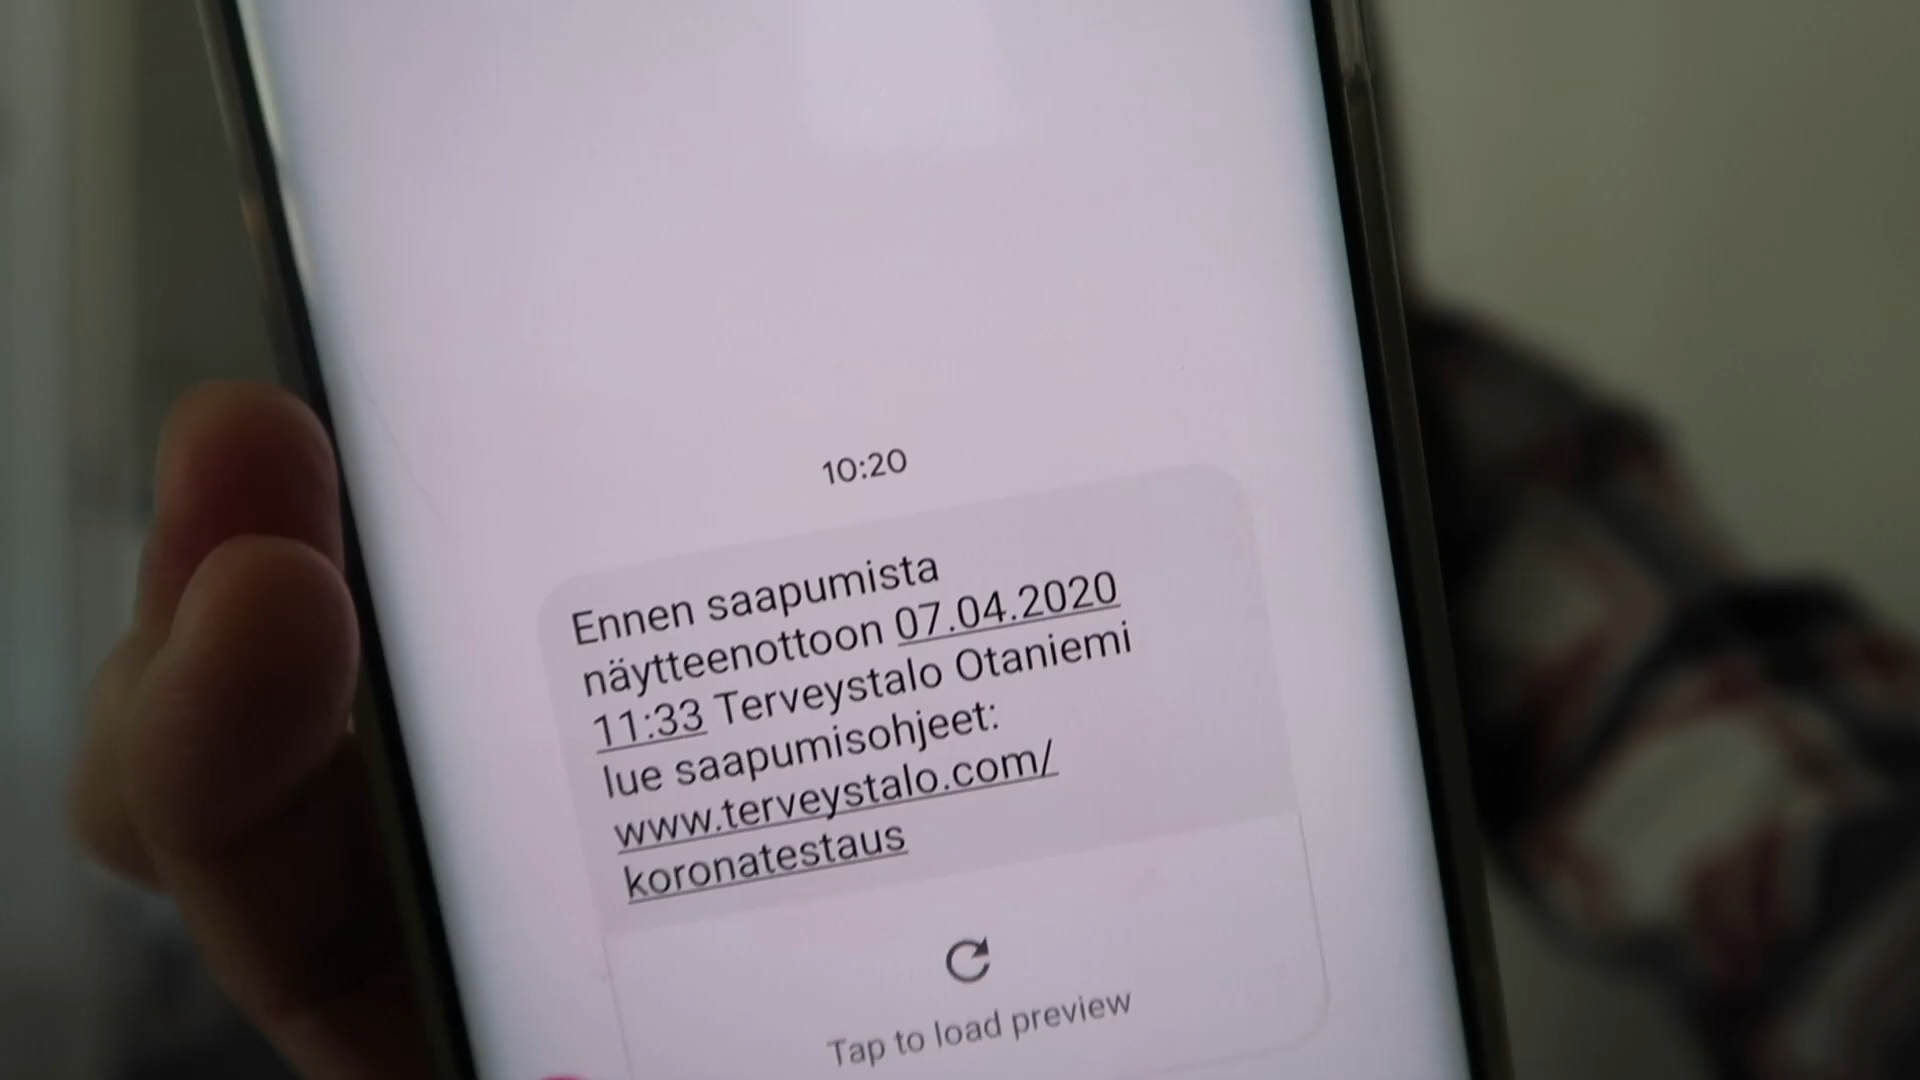 10:20
Ennen saapumista
näytteenottoon 07.04.2020
11:33 Terveystalo Otaniemi
lue saapumisohjeet:
www.terveystalo.com/
koronatestaus
Tap to load preview